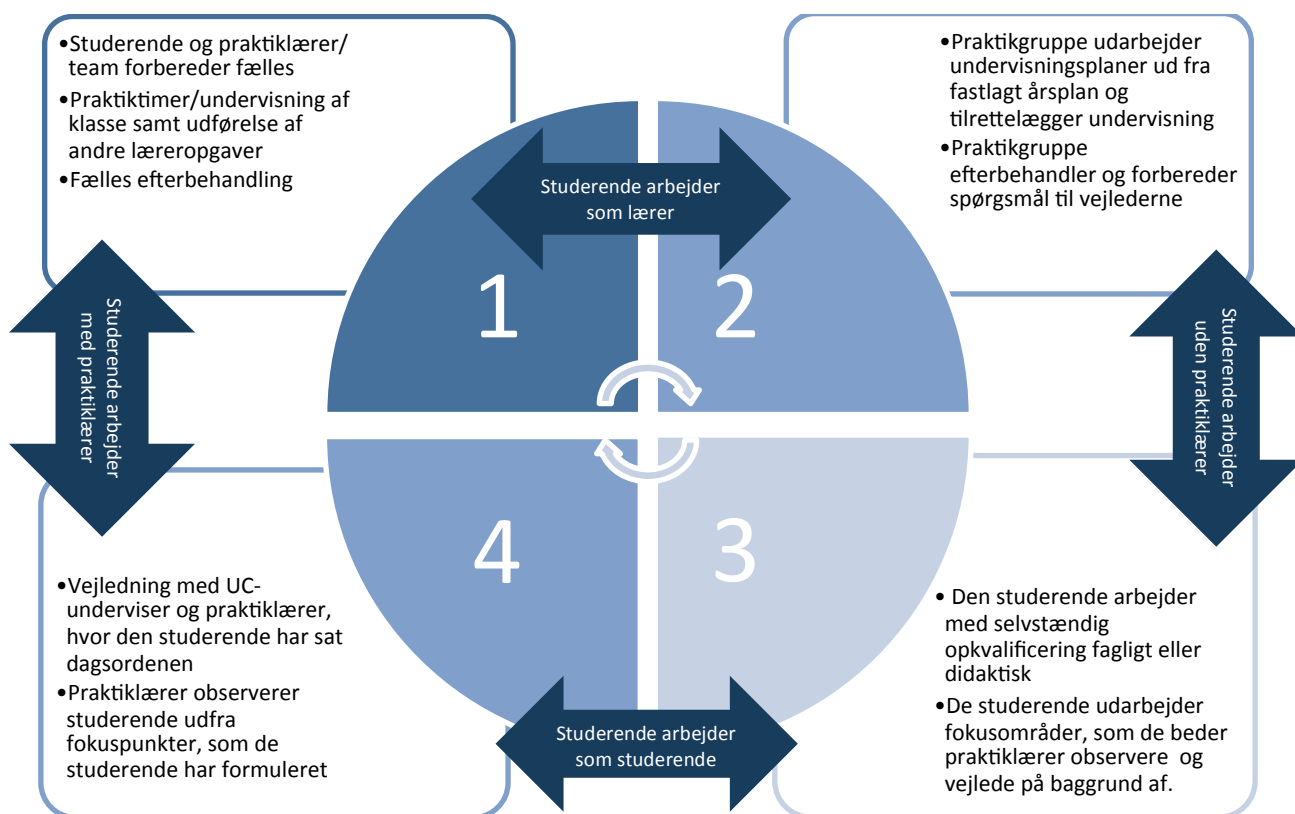 •Studerende og praktiklærer/
team forbereder fælles
•Praktiktimer/undervisning af
klasse samt udførelse af
andre læreropgaver
•Fælles efterbehandling
•Praktikgruppe udarbejder
undervisningsplaner ud fra
fastlagt årsplan og
tilrettelægger undervisning
•Praktikgruppe
efterbehandler og forbereder
spørgsmål til vejlederne
Studerende arbejder
som lærer
1
2
Studerende arbejder
med praktiklærer
Studerende arbejder
uden praktiklærer
4
3
•Vejledning med UC-
underviser og praktiklærer,
hvor den studerende har sat
dagsordenen
•Praktiklærer observerer
studerende udfra
fokuspunkter, som de
studerende har formuleret
• Den studerende arbejder
med selvstændig
opkvalificering fagligt eller
didaktisk
•De studerende udarbejder
fokusområder, som de beder
praktiklærer observere og
vejlede på baggrund af.
Studerende arbejder
som studerende